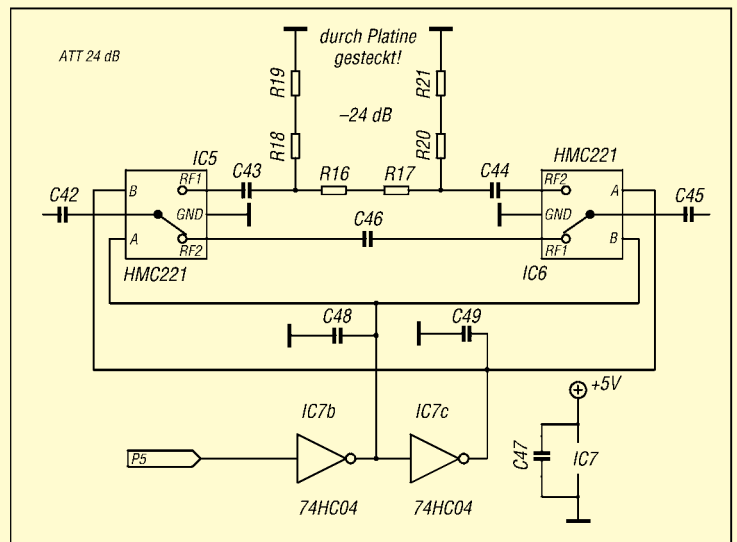 ATT 24 dB
durch Platine
gesteckt!
R19
R21
–24 dB
R18
R20
IC5
HMC221
C42
B
RF1
C43
R16
R17
C44
RF2
A
C45
GND
C46
GND
A
RF2
RF1
B
HMC221
IC6
C48
C49
+5V
IC7b
IC7c
C47
IC7
P5
74HC04
74HC04